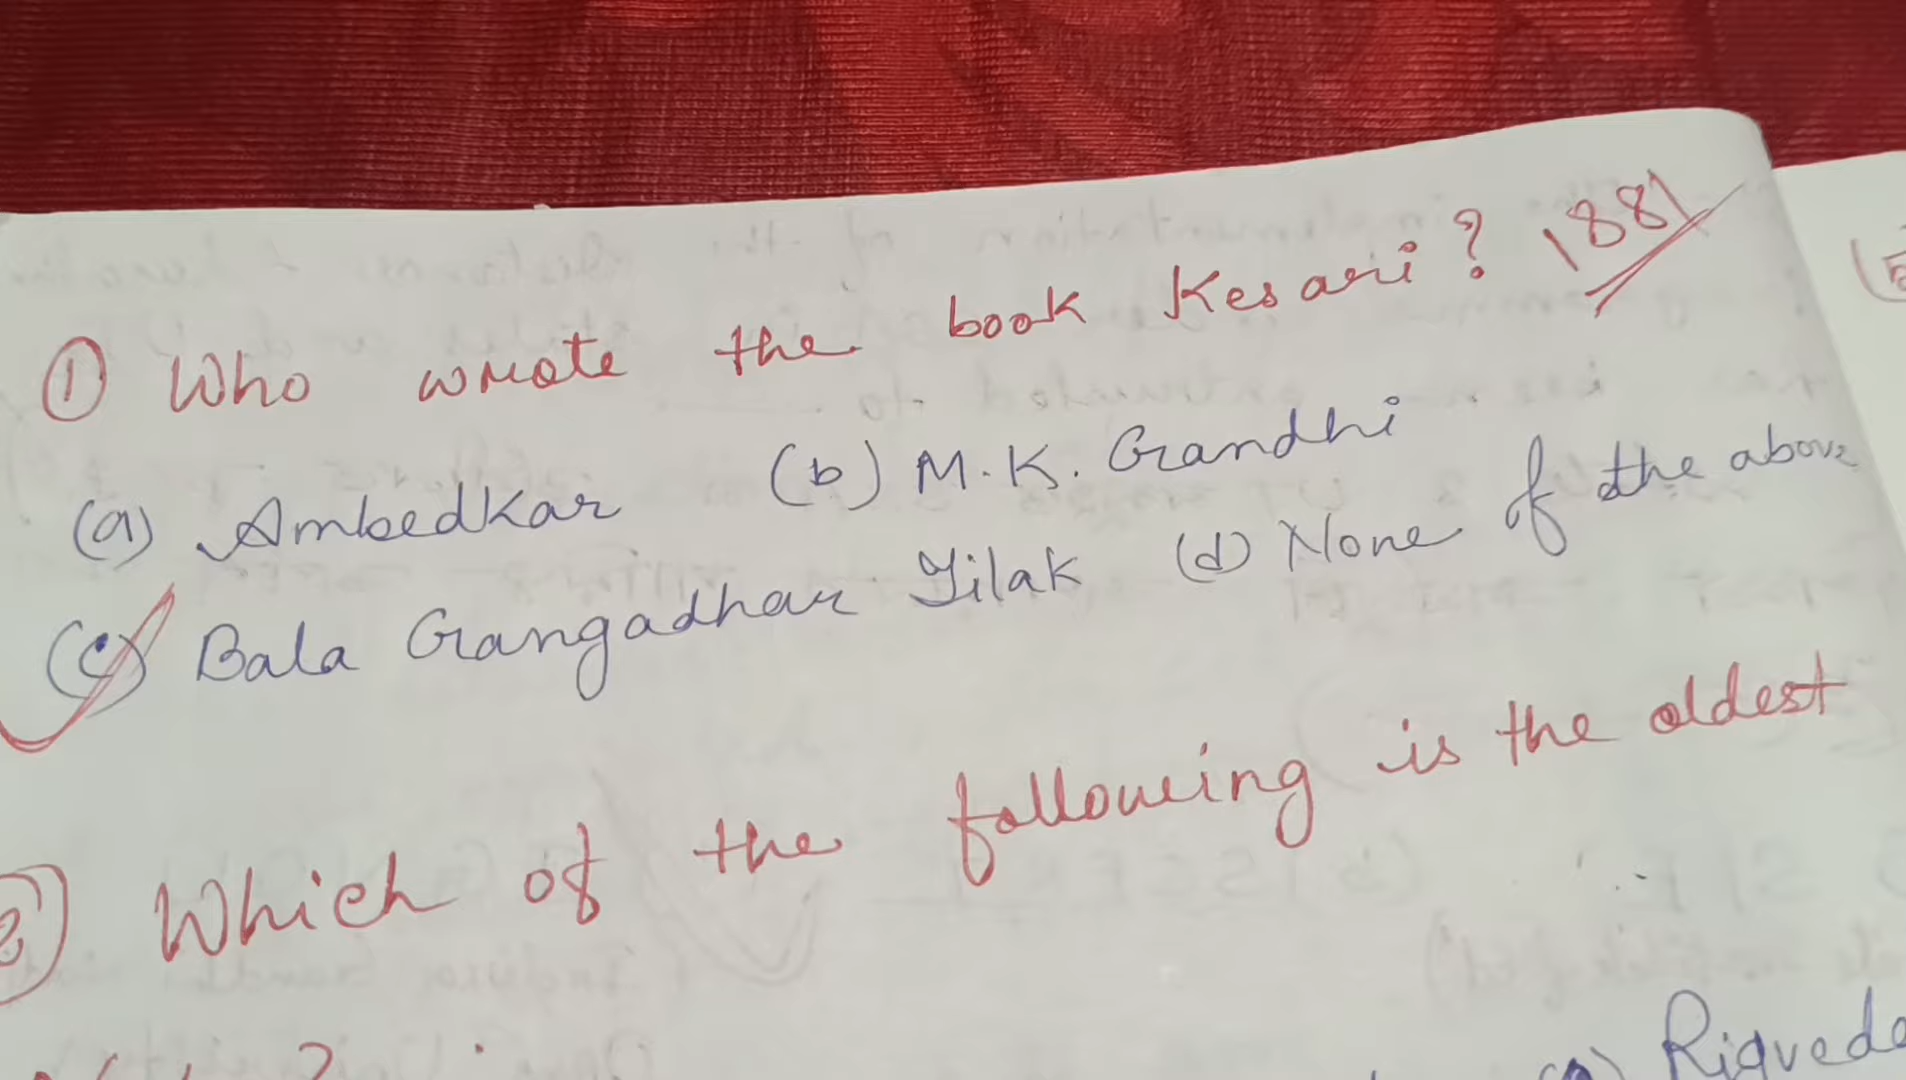 ① Who wrote the book Kesari? 1881
(a) Ambedkar (b) M.K. Gandhi
(c) Bala Gangadhar Tilak (d) None of the above
② Which of the following is the oldest
(a) Rigveda